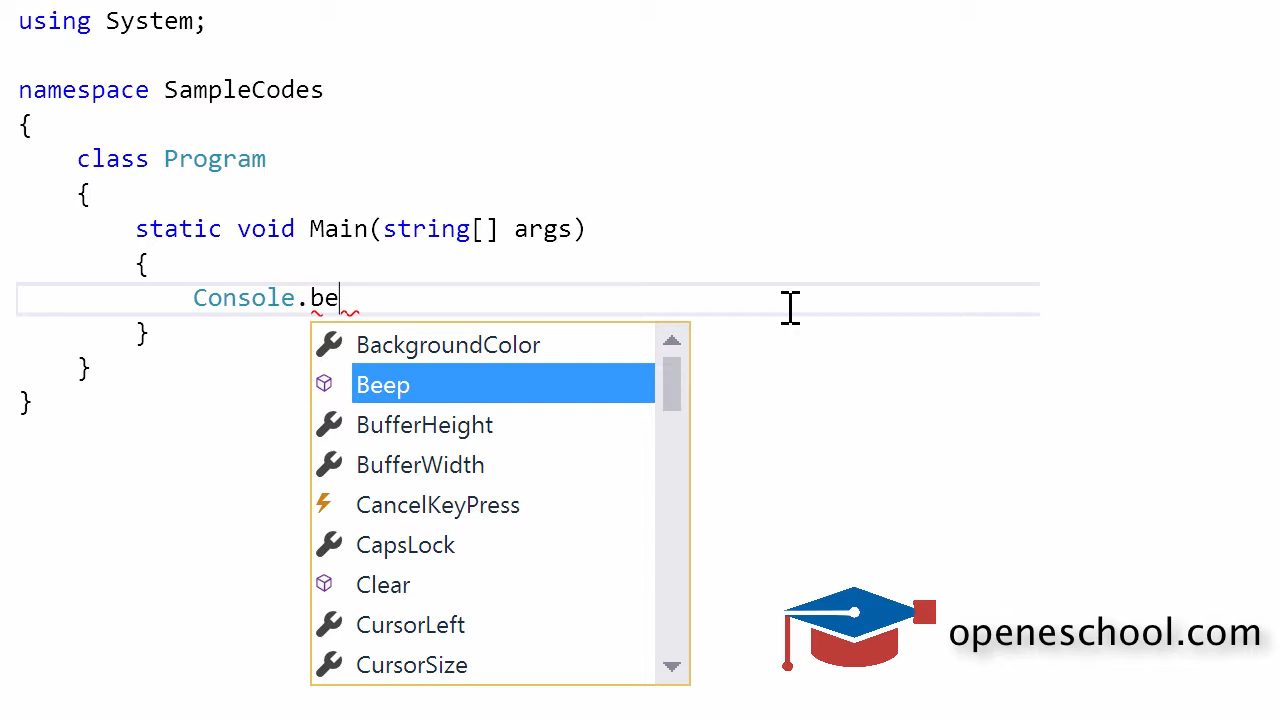 using System;
namespace SampleCodes
{
class Program
{
static void Main(string[] args)
{
Console.be
}
}
}
BackgroundColor
Beep
BufferHeight
BufferWidth
CancelKeyPress
CapsLock
Clear
CursorLeft
CursorSize
openeschool.com